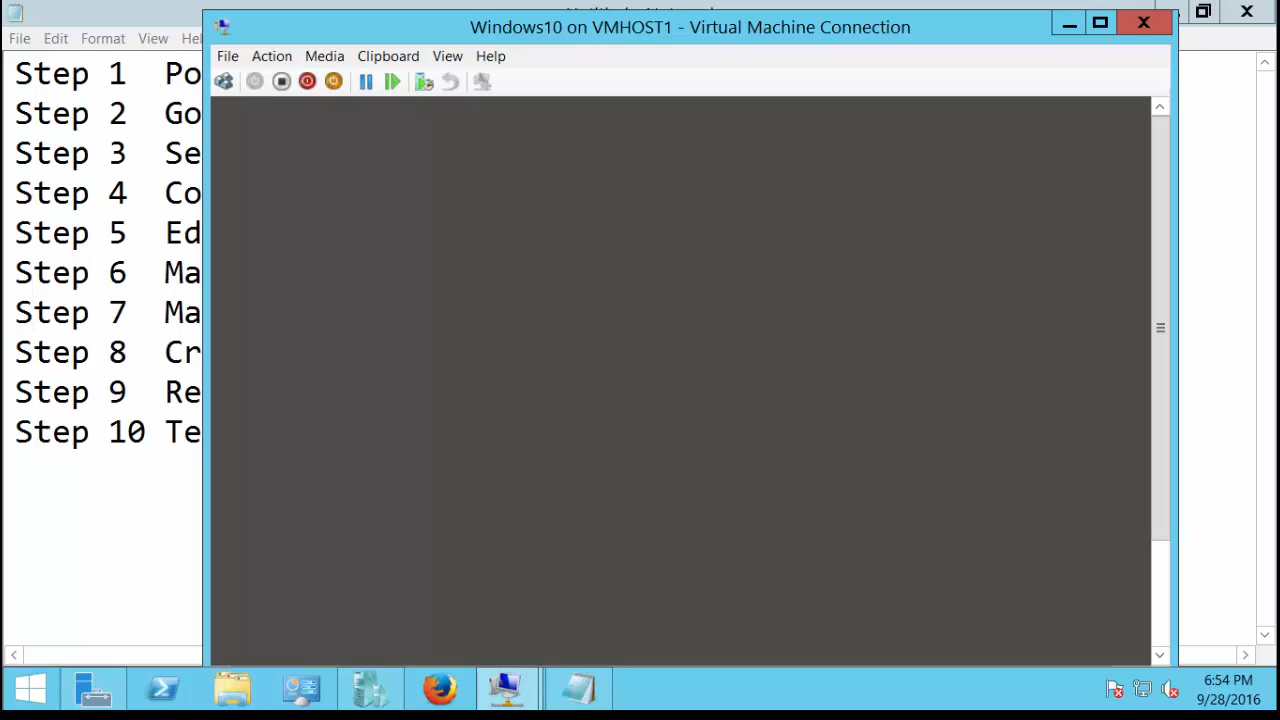 Windows10 on VMHOST1 - Virtual Machine Connection
File Edit Format View Hel
File Action Media Clipboard View Help
Step 1 Po
Step 2 Go
Step 3 Se
Step 4 Co
Step 5 Ed
Step 6 Ma
Step 7 Ma
Step 8 Cr
Step 9 Re
Step 10 Te
6:54 PM
9/28/2016